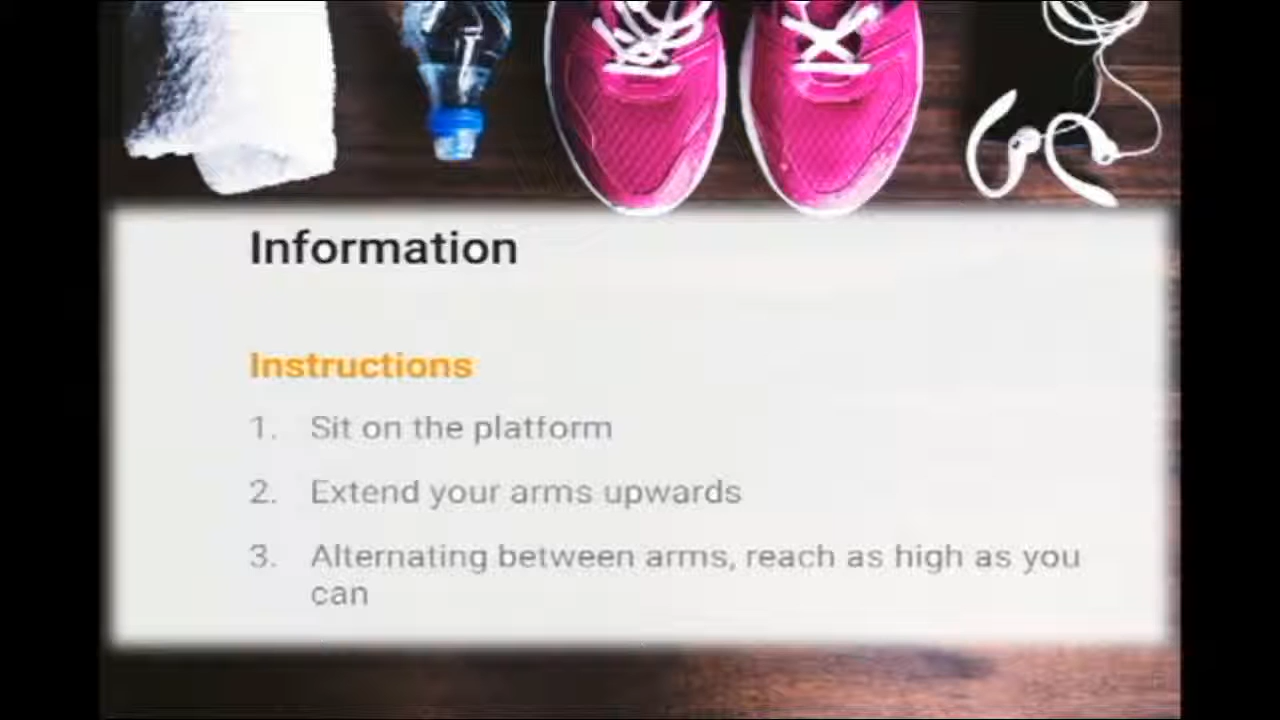 Information
Instructions
1. Sit on the platform
2. Extend your arms upwards
3. Alternating between arms, reach as high as you
can